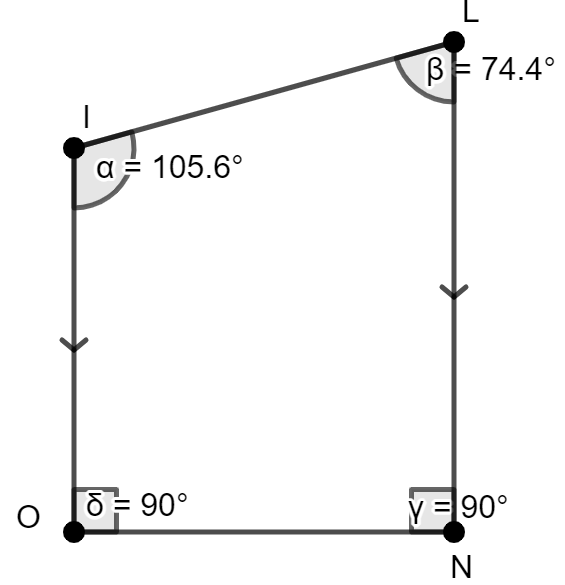 L
β = 74.4°
I
α = 105.6°
δ = 90°
γ = 90°
O
N